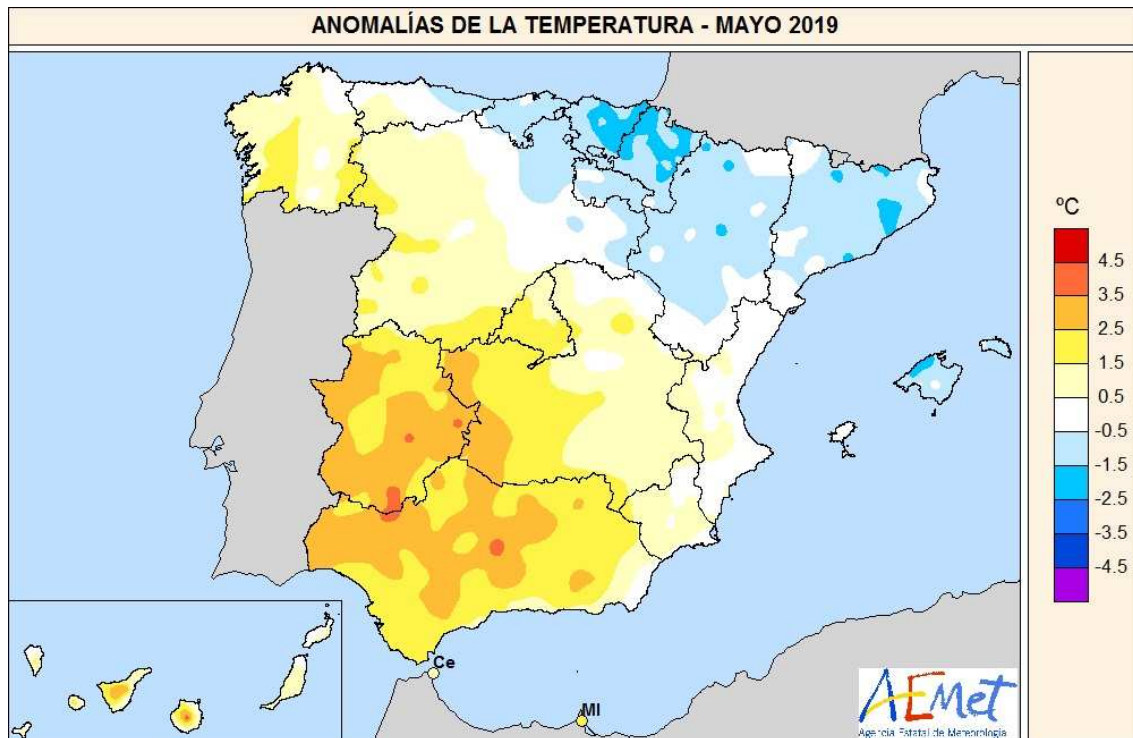 ANOMALÍAS DE LA TEMPERATURA - MAYO 2019
ºC
4.5
3.5
2.5
1.5
0.5
-0.5
-1.5
-2.5
-3.5
-4.5
Ce
Ml
AEMet
Agencia Estatal de Meteorología